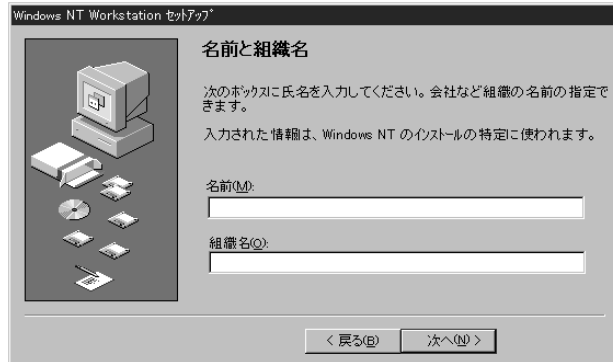 Windows NT Workstation ｾｯﾄｱｯﾌﾟ
名前と組織名
次のﾎﾞｯｸｽに氏名を入力してください。会社など組織の名前の指定で
きます。
入力された情報は、Windows NT のｲﾝｽﾄｰﾙの特定に使われます。
名前(M):
組織名(O):
< 戻る(B)
次へ(N) >